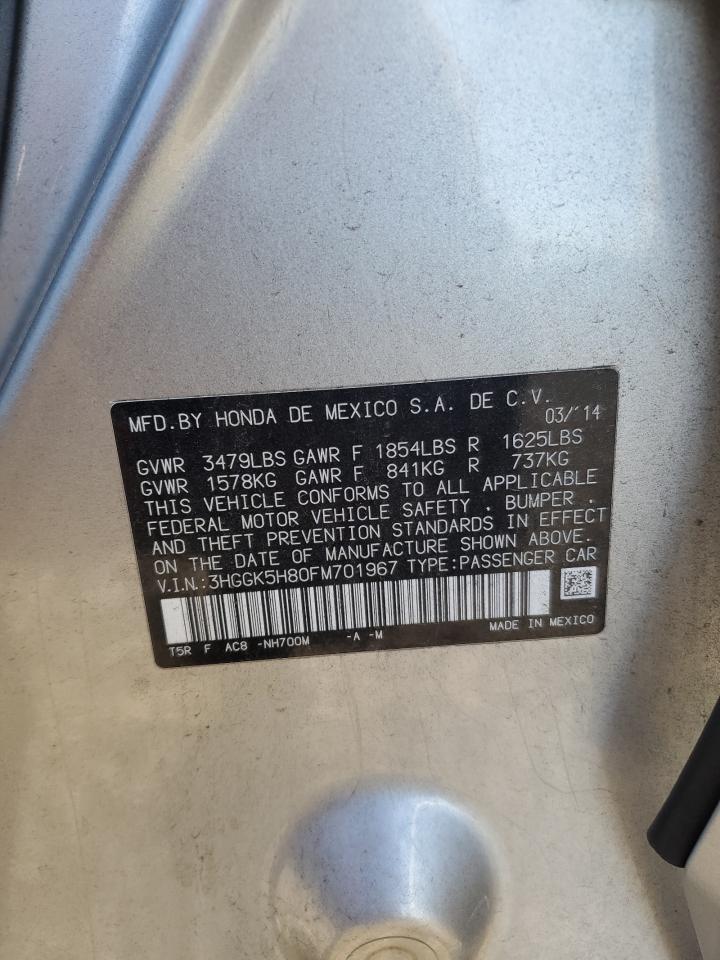 MFD.BY HONDA DE MEXICO S.A. DE C.V.
03/'14
GVWR 3479LBS GAWR F 1854LBS R 1625LBS
GVWR 1578KG GAWR F 841KG R 737KG
THIS VEHICLE CONFORMS TO ALL APPLICABLE
FEDERAL MOTOR VEHICLE SAFETY , BUMPER ,
AND THEFT PREVENTION STANDARDS IN EFFECT
ON THE DATE OF MANUFACTURE SHOWN ABOVE.
V.I.N.:3HGGK5H80FM701967 TYPE:PASSENGER CAR
T5R F AC8 -NH700M -A -M MADE IN MEXICO